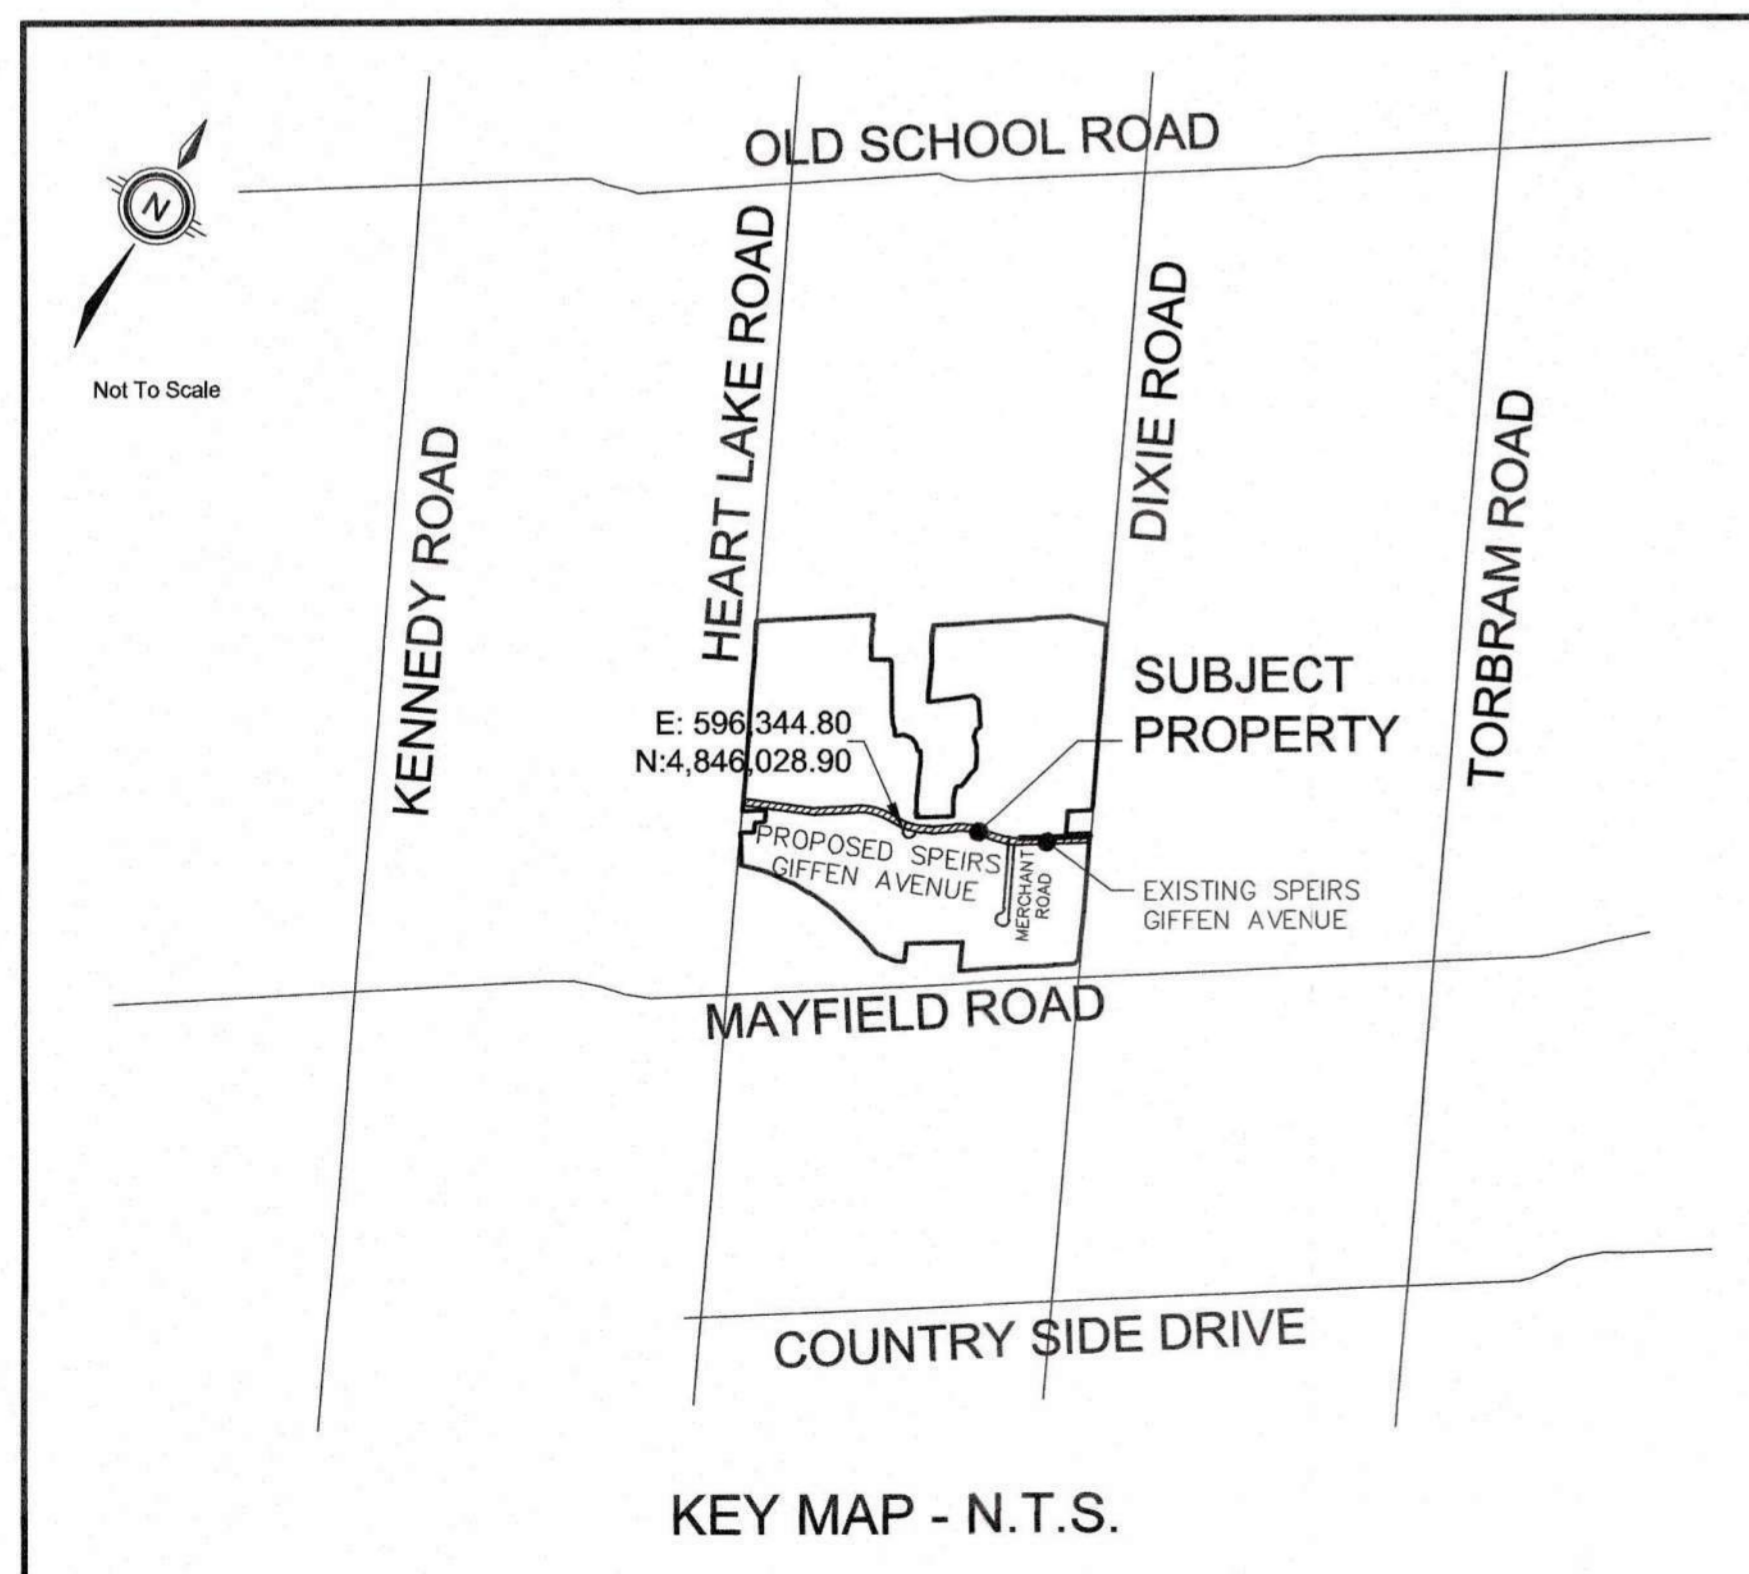 OLD SCHOOL ROAD
N
Not To Scale
KENNEDY ROAD
HEART LAKE ROAD
DIXIE ROAD
TORBRAM ROAD
SUBJECT
PROPERTY
E: 596,344.80
N:4,846,028.90
PROPOSED SPEIRS
GIFFEN AVENUE
MERCHANT
ROAD
EXISTING SPEIRS
GIFFEN AVENUE
MAYFIELD ROAD
COUNTRY SIDE DRIVE
KEY MAP - N.T.S.